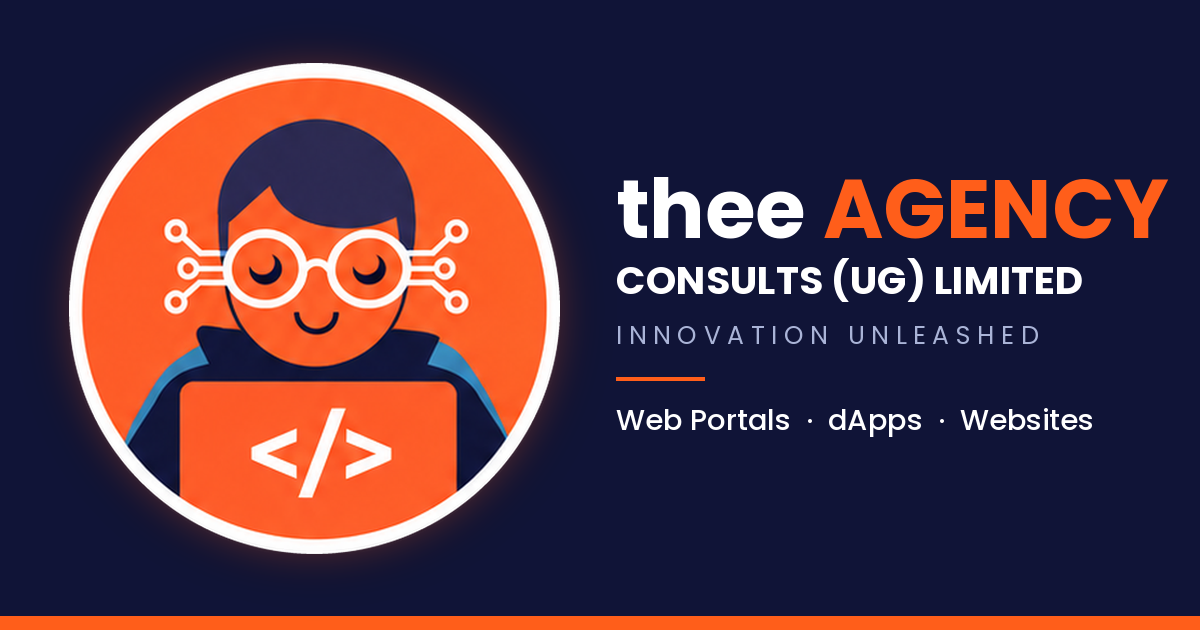 </>
thee AGENCY
CONSULTS (UG) LIMITED
INNOVATION UNLEASHED
Web Portals · dApps · Websites